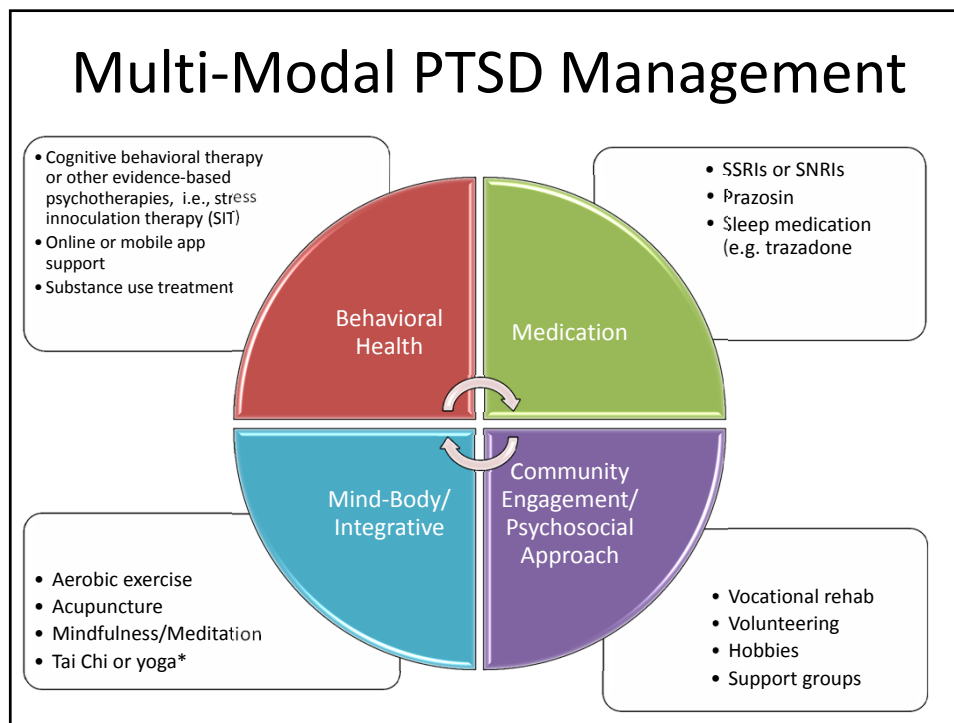 Multi-Modal PTSD Management
• Cognitive behavioral therapy
or other evidence-based
psychotherapies, i.e., stress
innoculation therapy (SIT)
• Online or mobile app
support
• Substance use treatment
• SSRIs or SNRIs
• Prazosin
• Sleep medication
(e.g. trazadone
Behavioral
Health
Medication
Mind-Body/
Integrative
Community
Engagement/
Psychosocial
Approach
• Aerobic exercise
• Acupuncture
• Mindfulness/Meditation
• Tai Chi or yoga*
• Vocational rehab
• Volunteering
• Hobbies
• Support groups